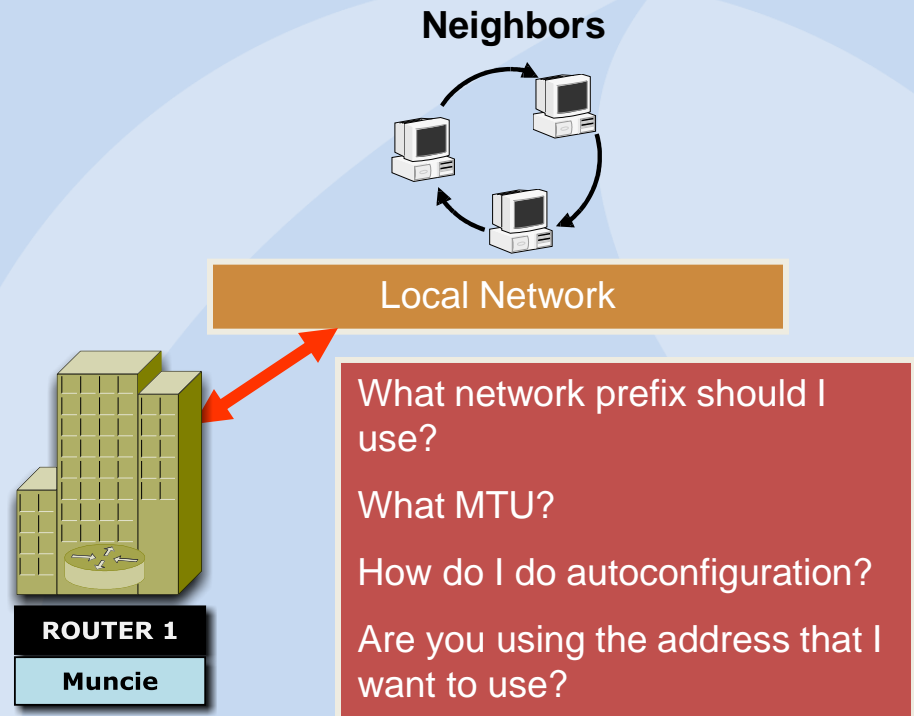 Neighbors
Local Network
What network prefix should I
use?
What MTU?
How do I do autoconfiguration?
Are you using the address that I
want to use?
ROUTER 1
Muncie